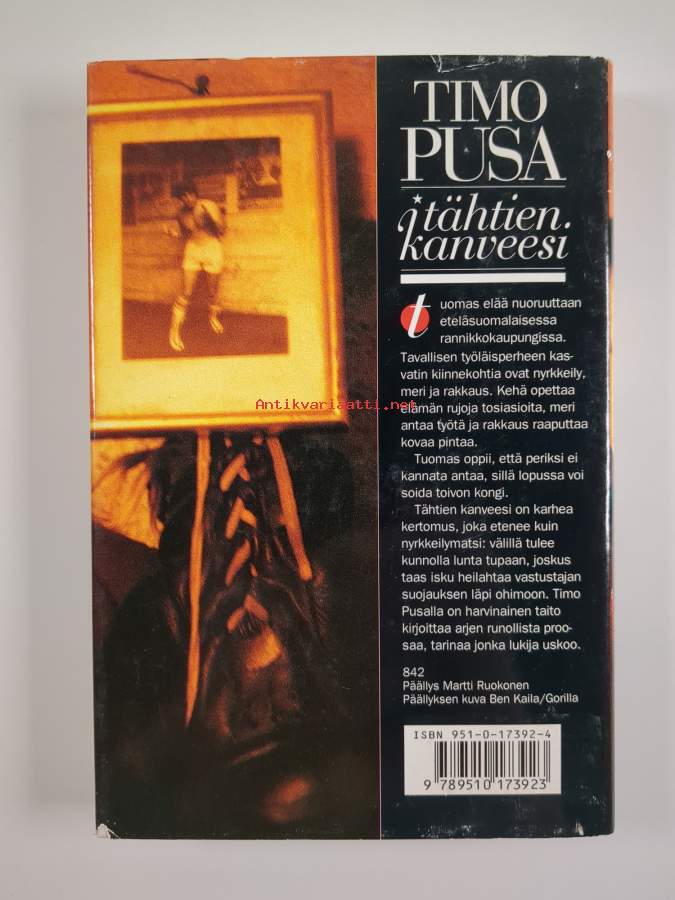 TIMO
PUSA
tähtien
kanveesi
tuomas elää nuoruuttaan
eteläsuomalaisessa
rannikkokaupungissa.
Tavallisen työläisperheen kas-
vatin kiinnekohtia ovat nyrkkeily,
meri ja rakkaus. Kehä opettaa
Antikvariaatti.net
elämän rujoja tosiasioita, meri
antaa työtä ja rakkaus raaputtaa
kovaa pintaa.
Tuomas oppii, että periksi ei
kannata antaa, sillä lopussa voi
soida toivon kongi.
Tähtien kanveesi on karhea
kertomus, joka etenee kuin
nyrkkeilymatsi: välillä tulee
kunnolla lunta tupaan, joskus
taas isku heilahtaa vastustajan
suojauksen läpi ohimoon. Timo
Pusalla on harvinainen taito
kirjoittaa arjen runollista proo-
saa, tarinaa jonka lukija uskoo.
842
Päällys Martti Ruokonen
Päällyksen kuva Ben Kaila/Gorilla
ISBN 951-0-17392-4
9 789510 173923